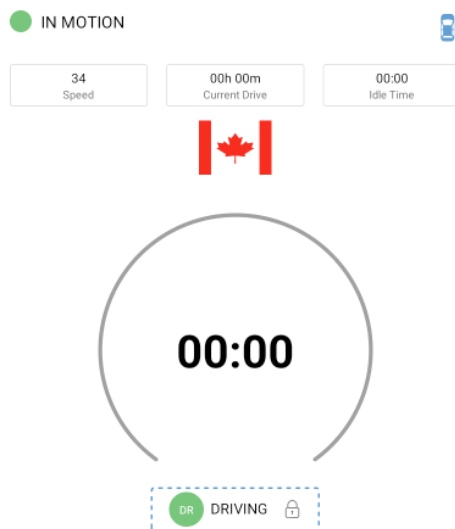 IN MOTION
34
Speed
00h 00m
Current Drive
00:00
Idle Time
00:00
DR DRIVING